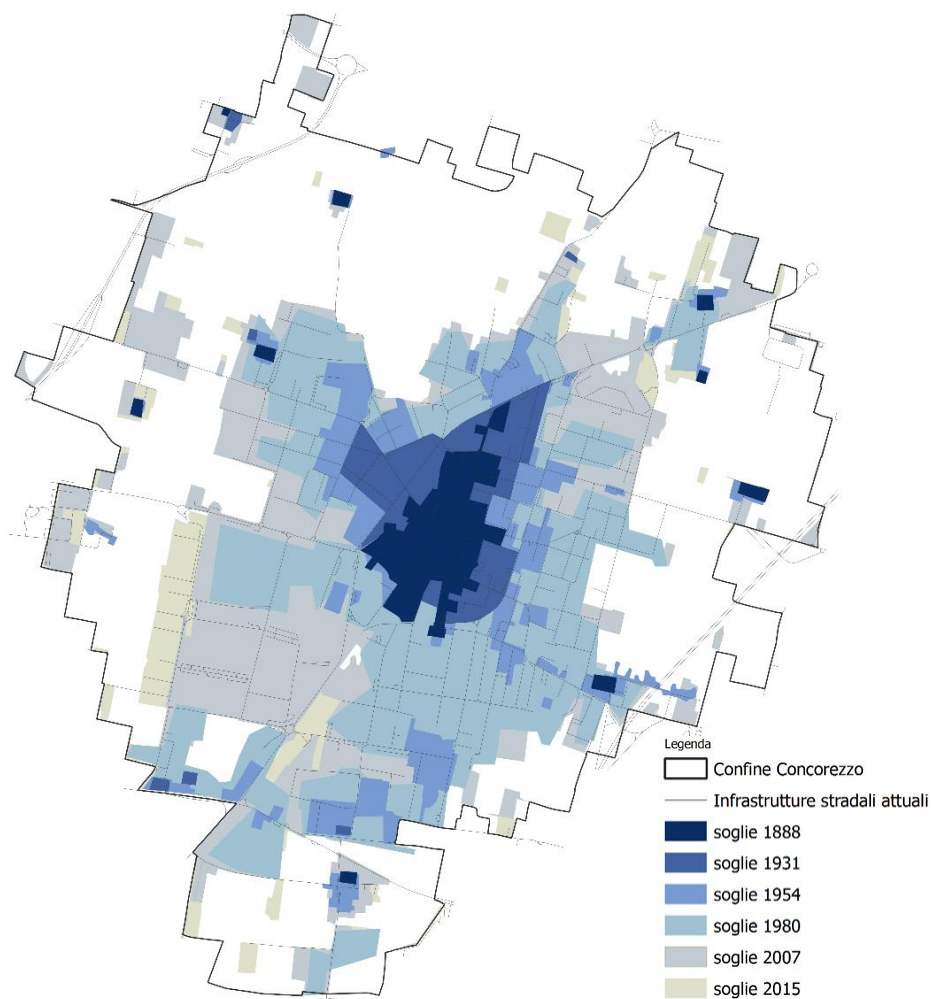 Legenda
Confine Concorezzo
Infrastrutture stradali attuali
soglie 1888
soglie 1931
soglie 1954
soglie 1980
soglie 2007
soglie 2015